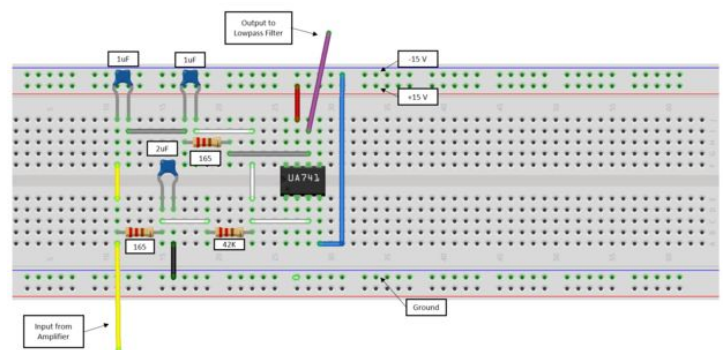 Output to
Lowpass Filter
1uF
1uF
-15 V
+15 V
2uF
165
UA741
165
42K
Ground
Input from
Amplifier